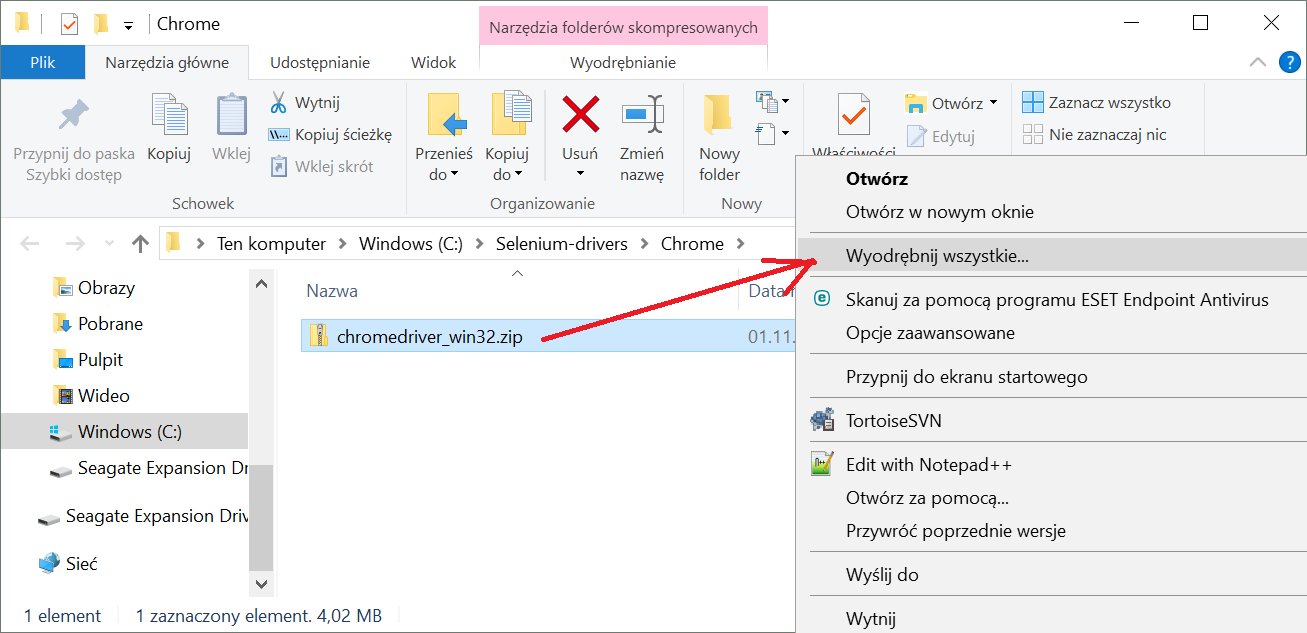 Chrome
Narzędzia folderów skompresowanych
Plik
Narzędzia główne
Udostępnianie
Widok
Wyodrębnianie
?
Przypnij do paska
Szybki dostęp
Kopiuj
Wklej
Wytnij
Kopiuj ścieżkę
Wklej skrót
Schowek
Przenieś
do
Kopiuj
do
Usuń
Zmień
nazwę
Organizowanie
Nowy
folder
Nowy
Właściwości
Otwórz
Edytuj
Zaznacz wszystko
Nie zaznaczaj nic
Ten komputer
Windows (C:)
Selenium-drivers
Chrome
Obrazy
Pobrane
Pulpit
Wideo
Windows (C:)
Seagate Expansion Dr
Seagate Expansion Driv
Sieć
Nazwa
Data
chromedriver_win32.zip
01.11.
Otwórz
Otwórz w nowym oknie
Wyodrębnij wszystkie...
Skanuj za pomocą programu ESET Endpoint Antivirus
Opcje zaawansowane
Przypnij do ekranu startowego
TortoiseSVN
Edit with Notepad++
Otwórz za pomocą...
Przywróć poprzednie wersje
Wyślij do
Wytnij
1 element
1 zaznaczony element. 4,02 MB